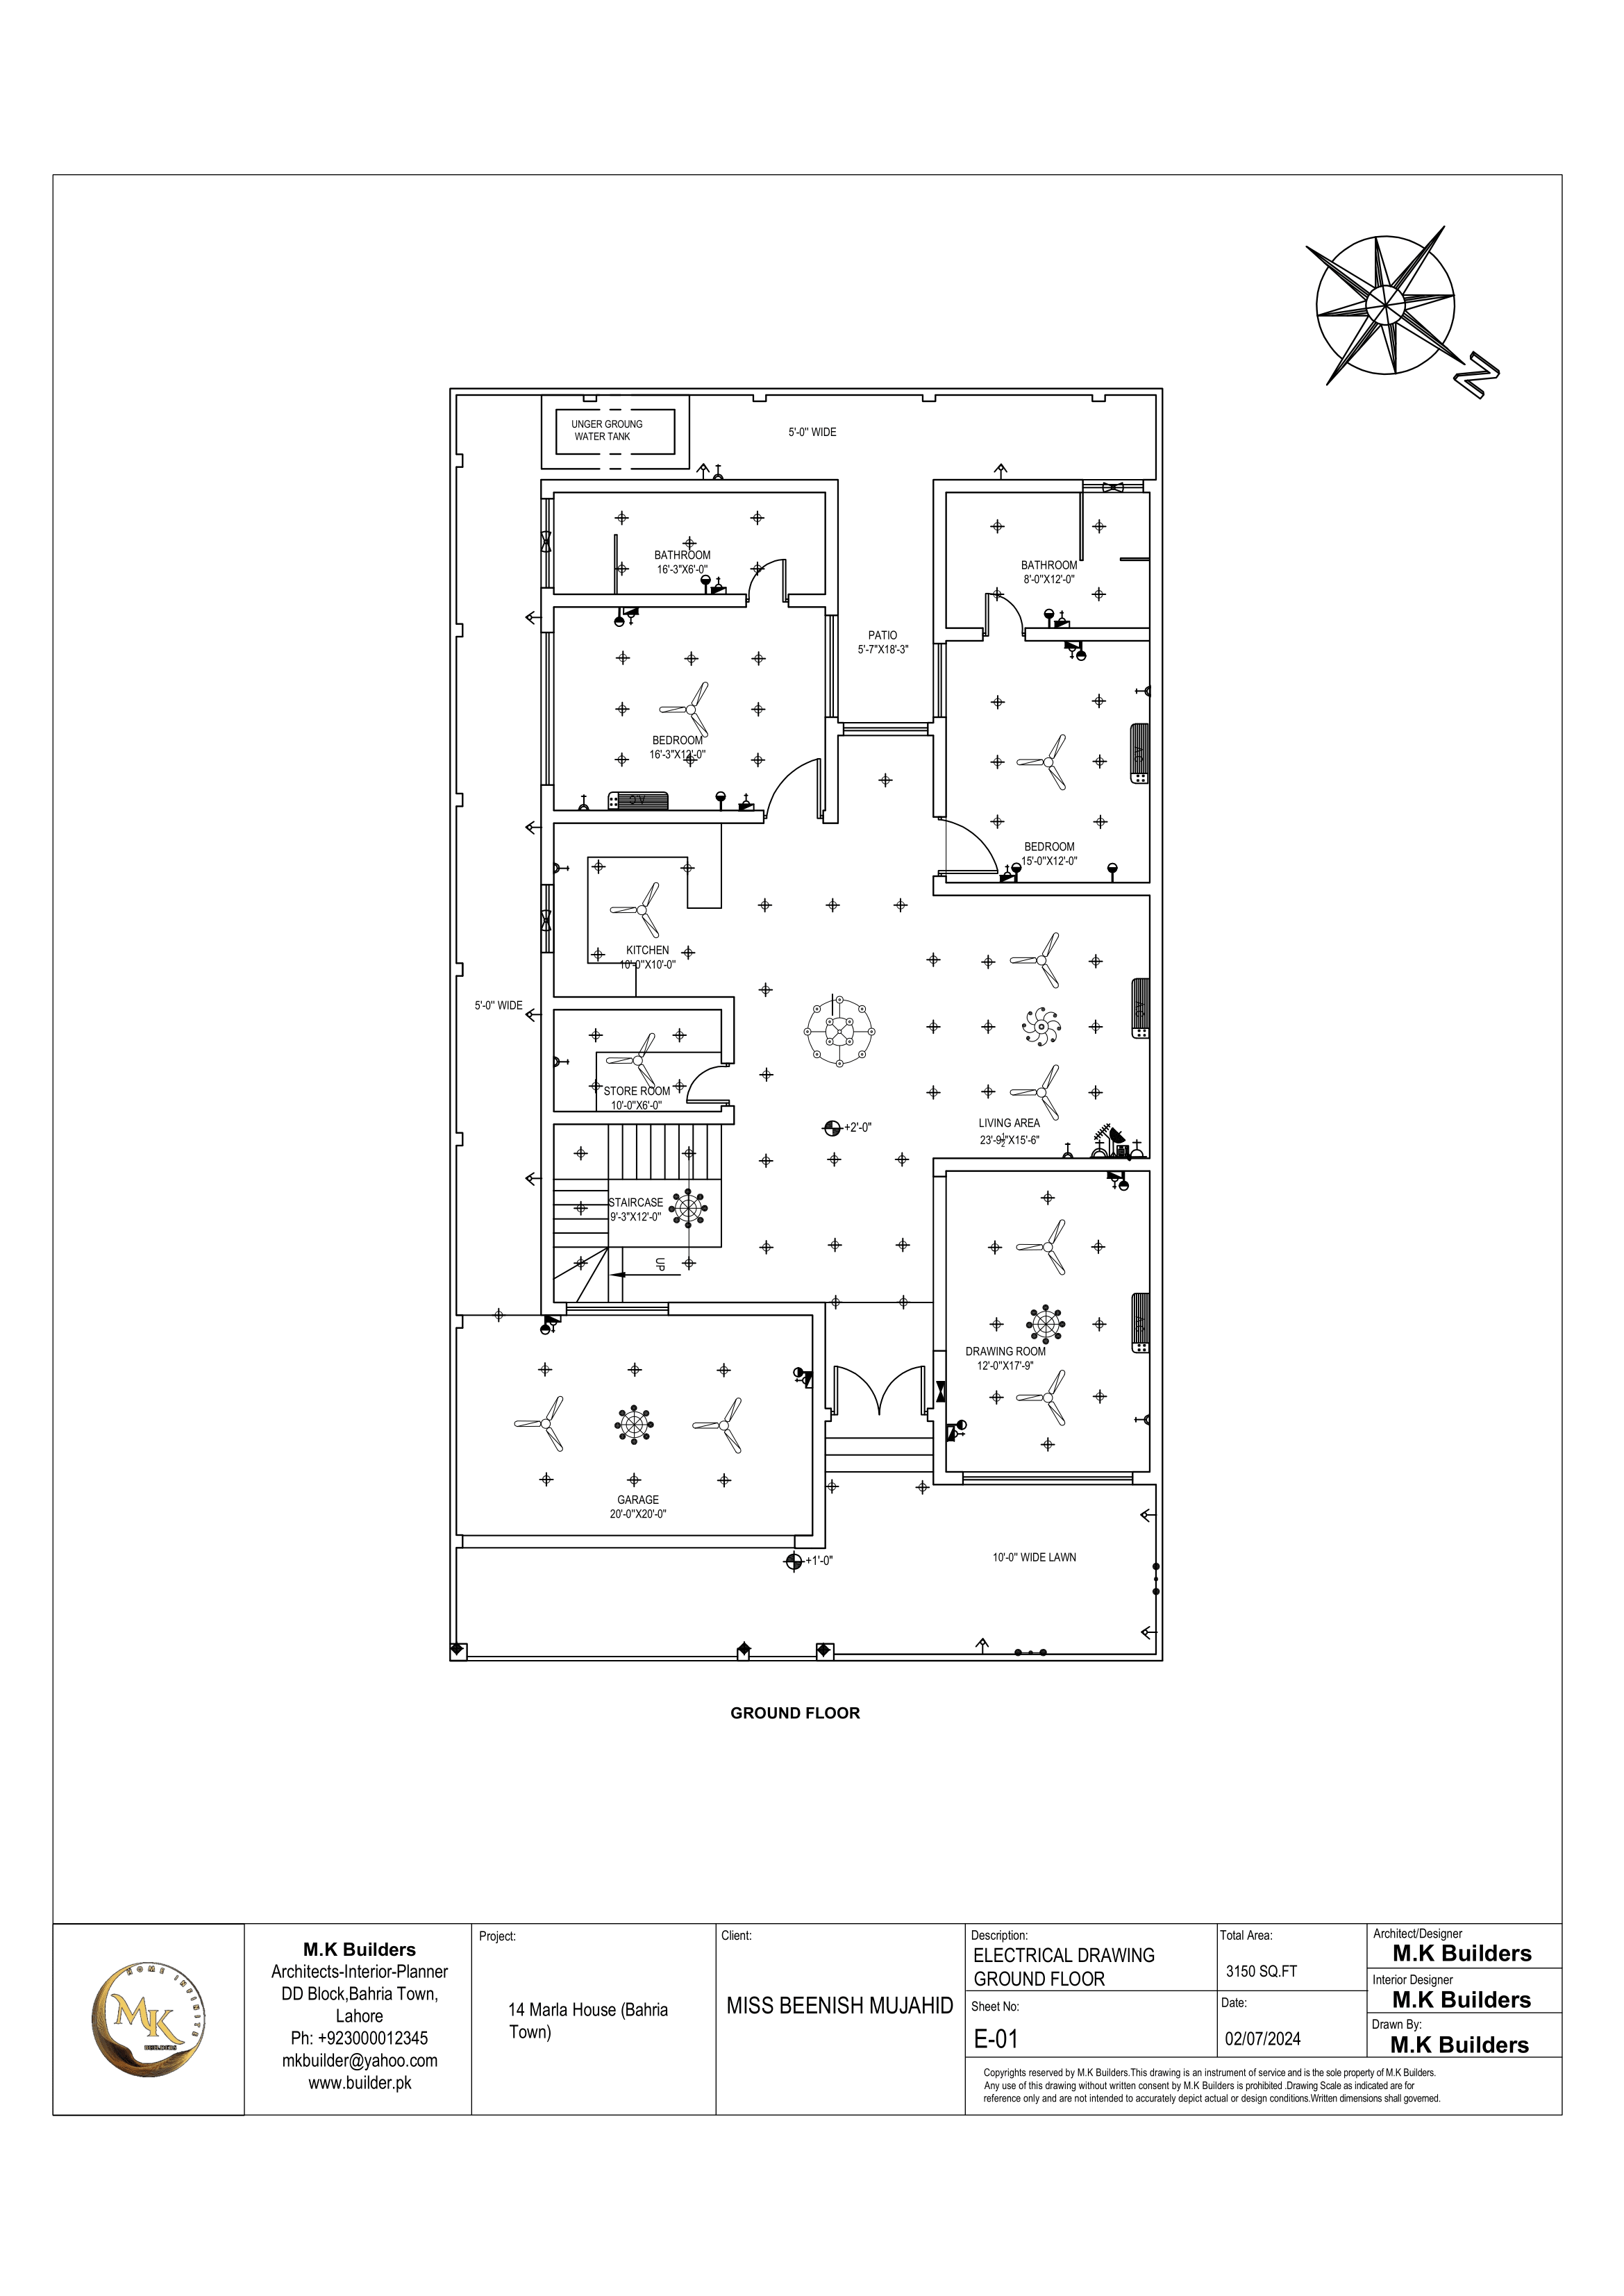 N
UNGER GROUNG
WATER TANK
5'-0" WIDE
BATHROOM
16'-3"X6'-0"
BATHROOM
8'-0"X12'-0"
PATIO
5'-7"X18'-3"
BEDROOM
16'-3"X12'-0"
AC
AC
BEDROOM
15'-0"X12'-0"
KITCHEN
10'-0"X10'-0"
5'-0" WIDE
AC
STORE ROOM
10'-0"X6'-0"
+2'-0"
LIVING AREA
23'-9½"X15'-6"
STAIRCASE
9'-3"X12'-0"
UP
AC
DRAWING ROOM
12'-0"X17'-9"
GARAGE
20'-0"X20'-0"
+1'-0"
10'-0" WIDE LAWN
GROUND FLOOR
HOME INFINITE
MK
BUILDERS
M.K Builders
Architects-Interior-Planner
DD Block,Bahria Town,
Lahore
Ph: +923000012345
mkbuilder@yahoo.com
www.builder.pk
Project:
14 Marla House (Bahria
Town)
Client:
MISS BEENISH MUJAHID
Description:
ELECTRICAL DRAWING
GROUND FLOOR
Sheet No:
E-01
Total Area:
3150 SQ.FT
Date:
02/07/2024
Architect/Designer
M.K Builders
Interior Designer
M.K Builders
Drawn By:
M.K Builders
Copyrights reserved by M.K Builders.This drawing is an instrument of service and is the sole property of M.K Builders.
Any use of this drawing without written consent by M.K Builders is prohibited .Drawing Scale as indicated are for
reference only and are not intended to accurately depict actual or design conditions.Written dimensions shall governed.